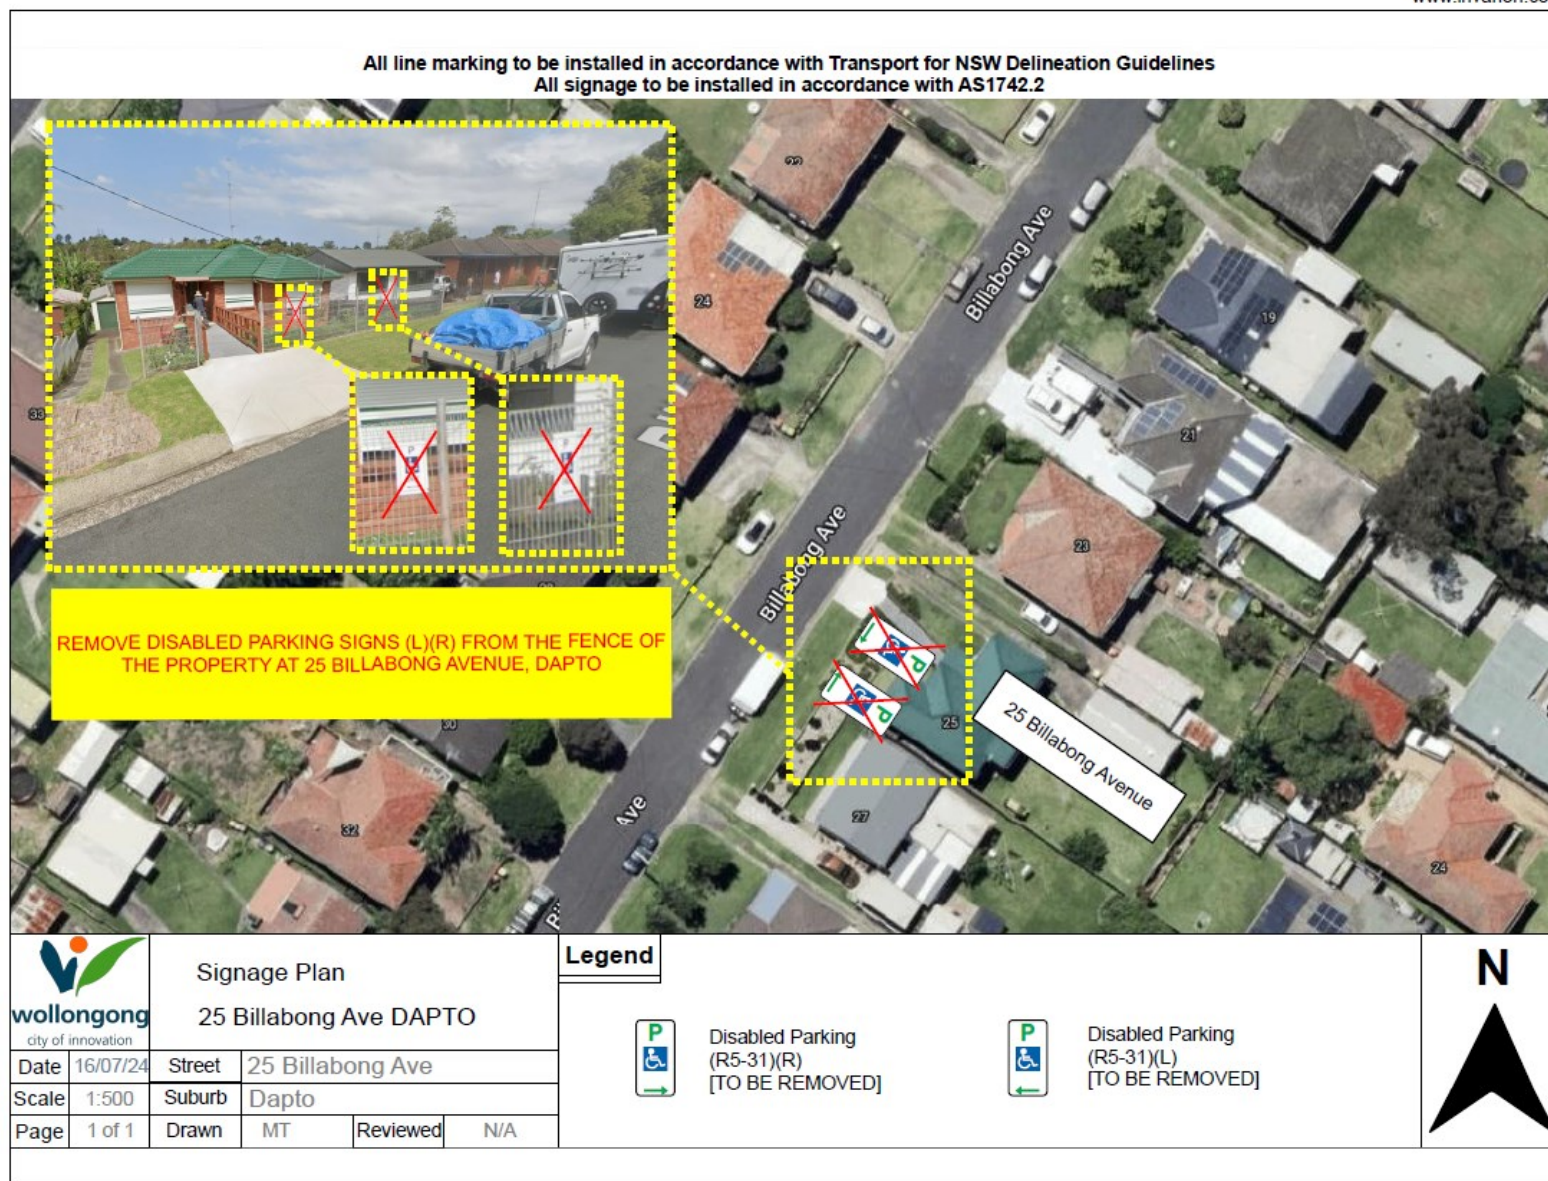 All line marking to be installed in accordance with Transport for NSW Delineation Guidelines
All signage to be installed in accordance with AS1742.2
22
Billabong Ave
24
19
33
21
P
P
23
Billabong Ave
REMOVE DISABLED PARKING SIGNS (L)(R) FROM THE FENCE OF
THE PROPERTY AT 25 BILLABONG AVENUE, DAPTO
P
P
25
25 Billabong Avenue
30
Ave
27
32
24
wollongong
city of innovation
Signage Plan
25 Billabong Ave DAPTO
Date 16/07/24 Street 25 Billabong Ave
Scale 1:500 Suburb Dapto
Page 1 of 1 Drawn MT Reviewed N/A
Legend
P
Disabled Parking
(R5-31)(R)
[TO BE REMOVED]
P
Disabled Parking
(R5-31)(L)
[TO BE REMOVED]
N